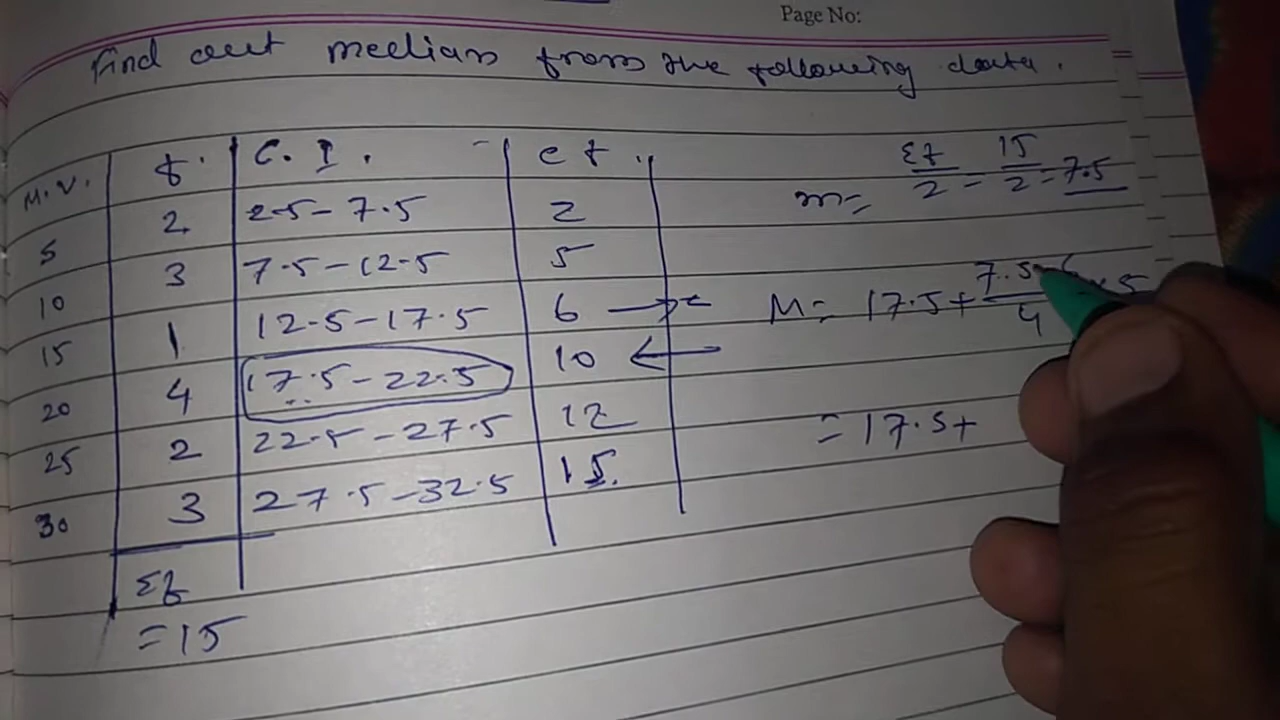 Page No:
Find out median from the following data.
M.V. f. C.I. cf.
5 2 2.5-7.5 2
10 3 7.5-12.5 5
15 1 12.5-17.5 6
20 4 17.5-22.5 10
25 2 22.5-27.5 12
30 3 27.5-32.5 15.
Σf
=15
m= Σf/2 = 15/2 = 7.5
M= 17.5+ 7.5-6/4 ×5
= 17.5+